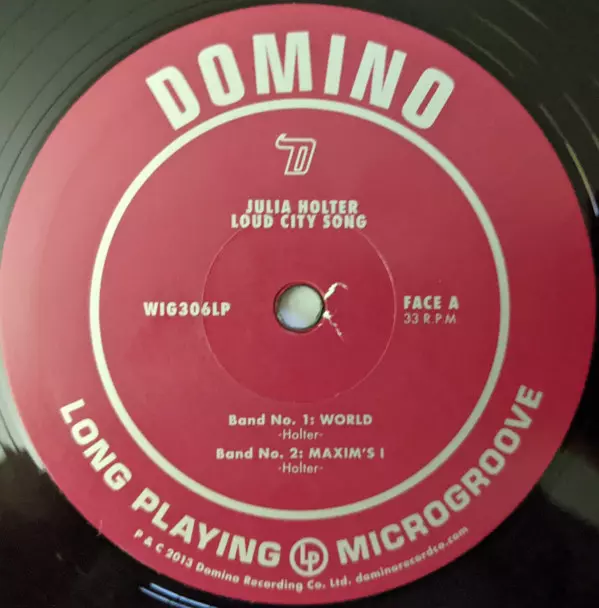 DOMINO
D
JULIA HOLTER
LOUD CITY SONG
WIG306LP
FACE A
33 R.P.M.
Band No. 1: WORLD
-Holter-
Band No. 2: MAXIM'S I
-Holter-
LONG PLAYING LP MICROGROOVE
P & C 2013 Domino Recording Co. Ltd. dominorecordco.com